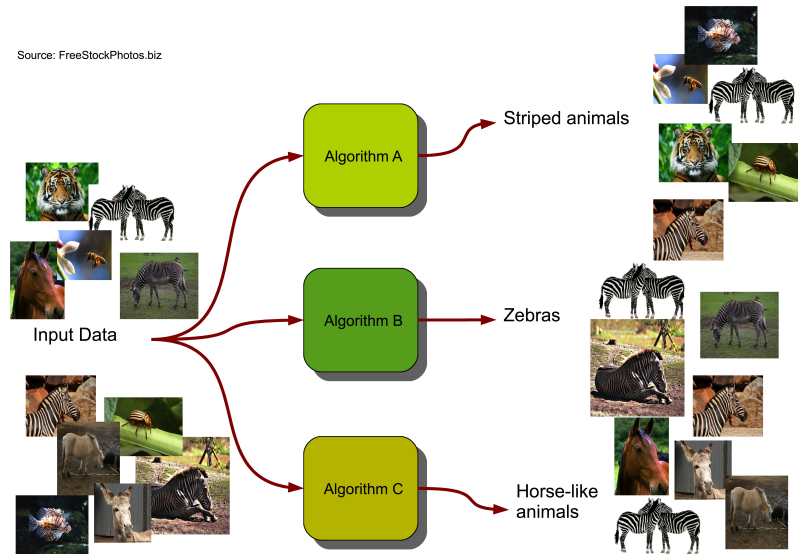 Source: FreeStockPhotos.biz
Algorithm A
Striped animals
Input Data
Algorithm B
Zebras
Algorithm C
Horse-like
animals